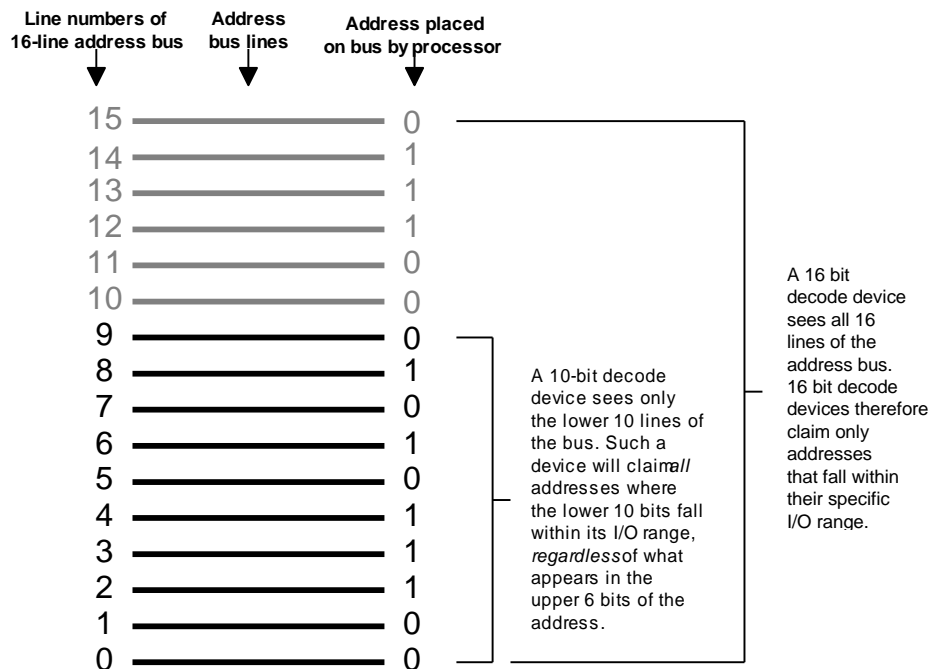 Line numbers of
16-line address bus
Address
bus lines
Address placed
on bus by processor
15 0
14 1
13 1
12 1
11 0
10 0
9 0
8 1
7 0
6 1
5 0
4 1
3 1
2 1
1 0
0 0
A 10-bit decode
device sees only
the lower 10 lines of
the bus. Such a
device will claim all
addresses where
the lower 10 bits fall
within its I/O range,
regardless of what
appears in the
upper 6 bits of the
address.
A 16 bit
decode device
sees all 16
lines of the
address bus.
16 bit decode
devices therefore
claim only
addresses
that fall within
their specific
I/O range.